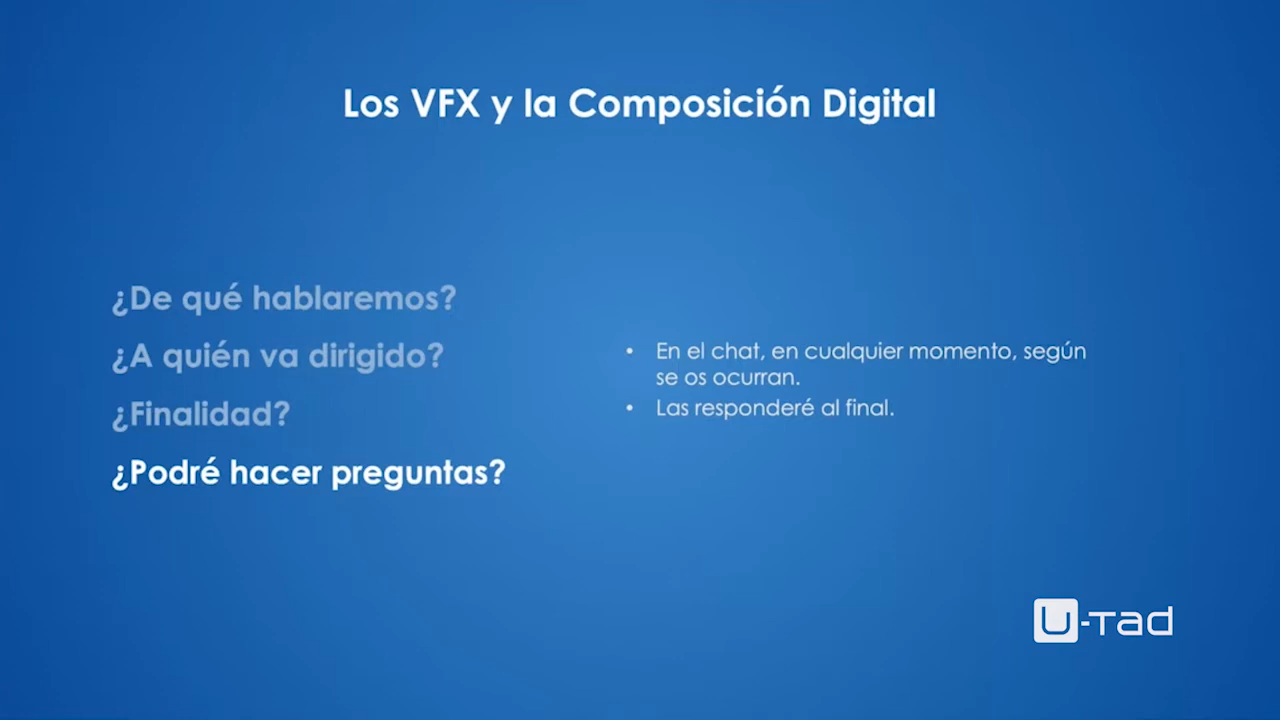 Los VFX y la Composición Digital
¿De qué hablaremos?
¿A quién va dirigido?
¿Finalidad?
¿Podré hacer preguntas?
• En el chat, en cualquier momento, según
se os ocurran.
• Las responderé al final.
U-tad